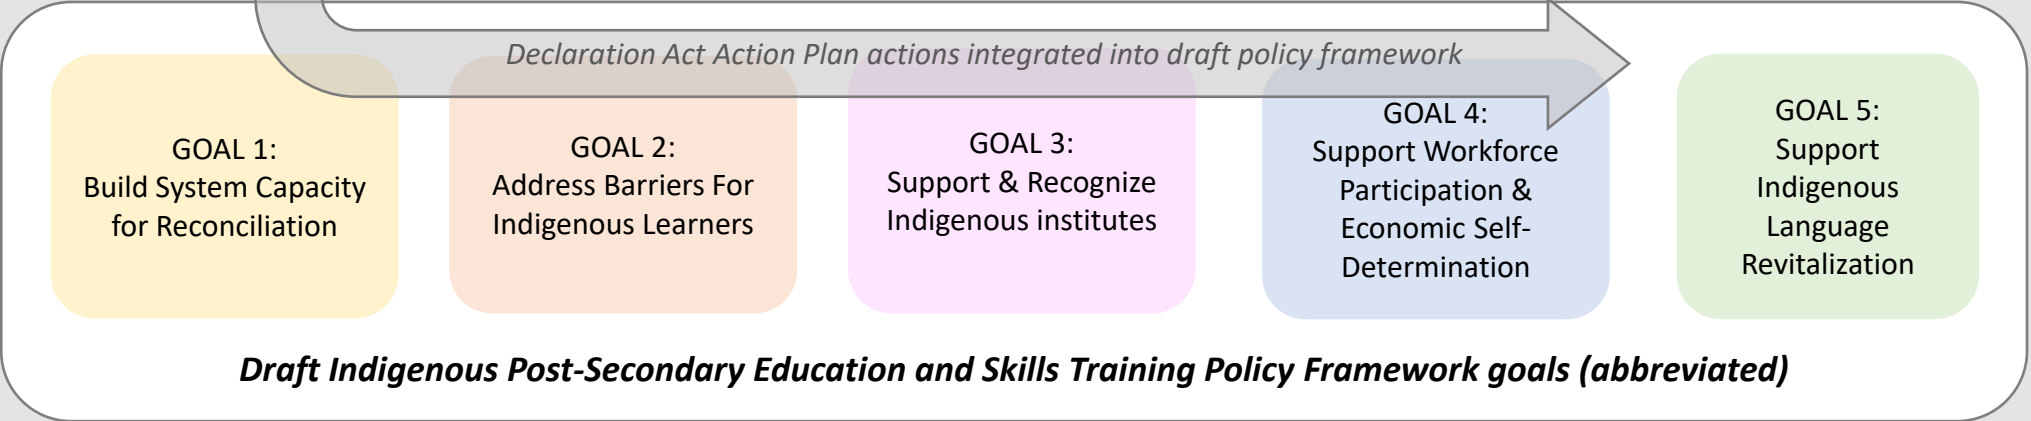 Declaration Act Action Plan actions integrated into draft policy framework
GOAL 1:
Build System Capacity
for Reconciliation
GOAL 2:
Address Barriers For
Indigenous Learners
GOAL 3:
Support & Recognize
Indigenous institutes
GOAL 4:
Support Workforce
Participation &
Economic Self-
Determination
GOAL 5:
Support
Indigenous
Language
Revitalization
Draft Indigenous Post-Secondary Education and Skills Training Policy Framework goals (abbreviated)